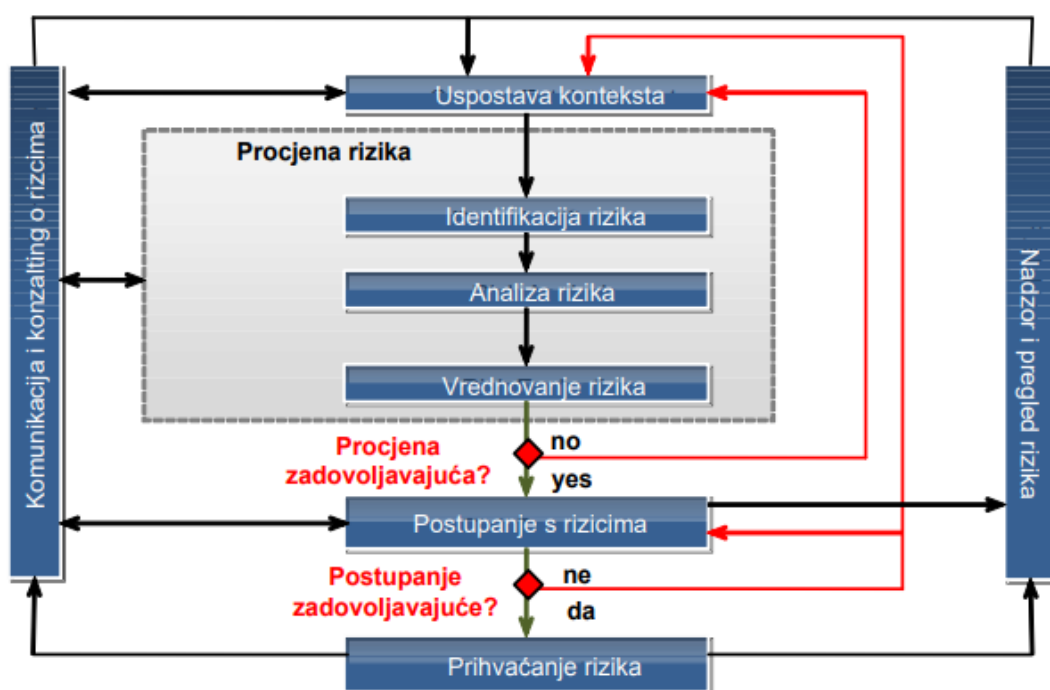 Uspostava konteksta
Procjena rizika
Identifikacija rizika
Analiza rizika
Vrednovanje rizika
Procjena
zadovoljavajuća?
no
yes
Postupanje s rizicima
Postupanje
zadovoljavajuće?
ne
da
Prihvaćanje rizika
Komunikacija i konzalting o rizcima
Nadzor i pregled rizika